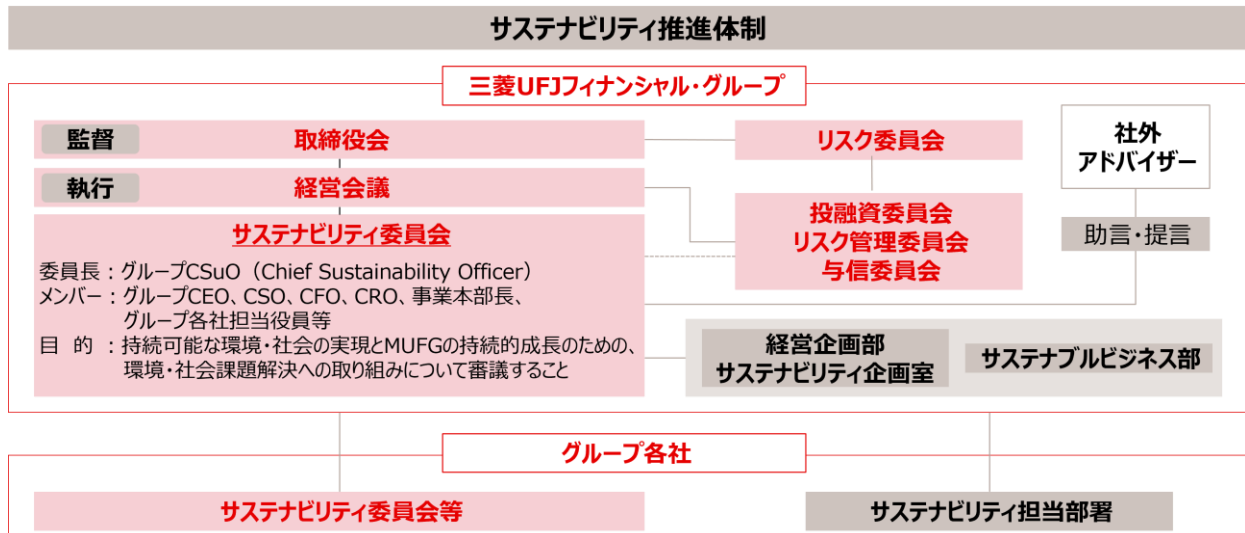 サステナビリティ推進体制
三菱UFJフィナンシャル・グループ
監督
取締役会
リスク委員会
社外
アドバイザー
執行
経営会議
投融資委員会
リスク管理委員会
与信委員会
助言・提言
サステナビリティ委員会
委員長：グループCSuO（Chief Sustainability Officer）
メンバー：グループCEO、CSO、CFO、CRO、事業本部長、
グループ各社担当役員等
目 的 ：持続可能な環境・社会の実現とMUFGの持続的成長のための、
環境・社会課題解決への取り組みについて審議すること
経営企画部
サステナビリティ企画室
サステナブルビジネス部
グループ各社
サステナビリティ委員会等
サステナビリティ担当部署